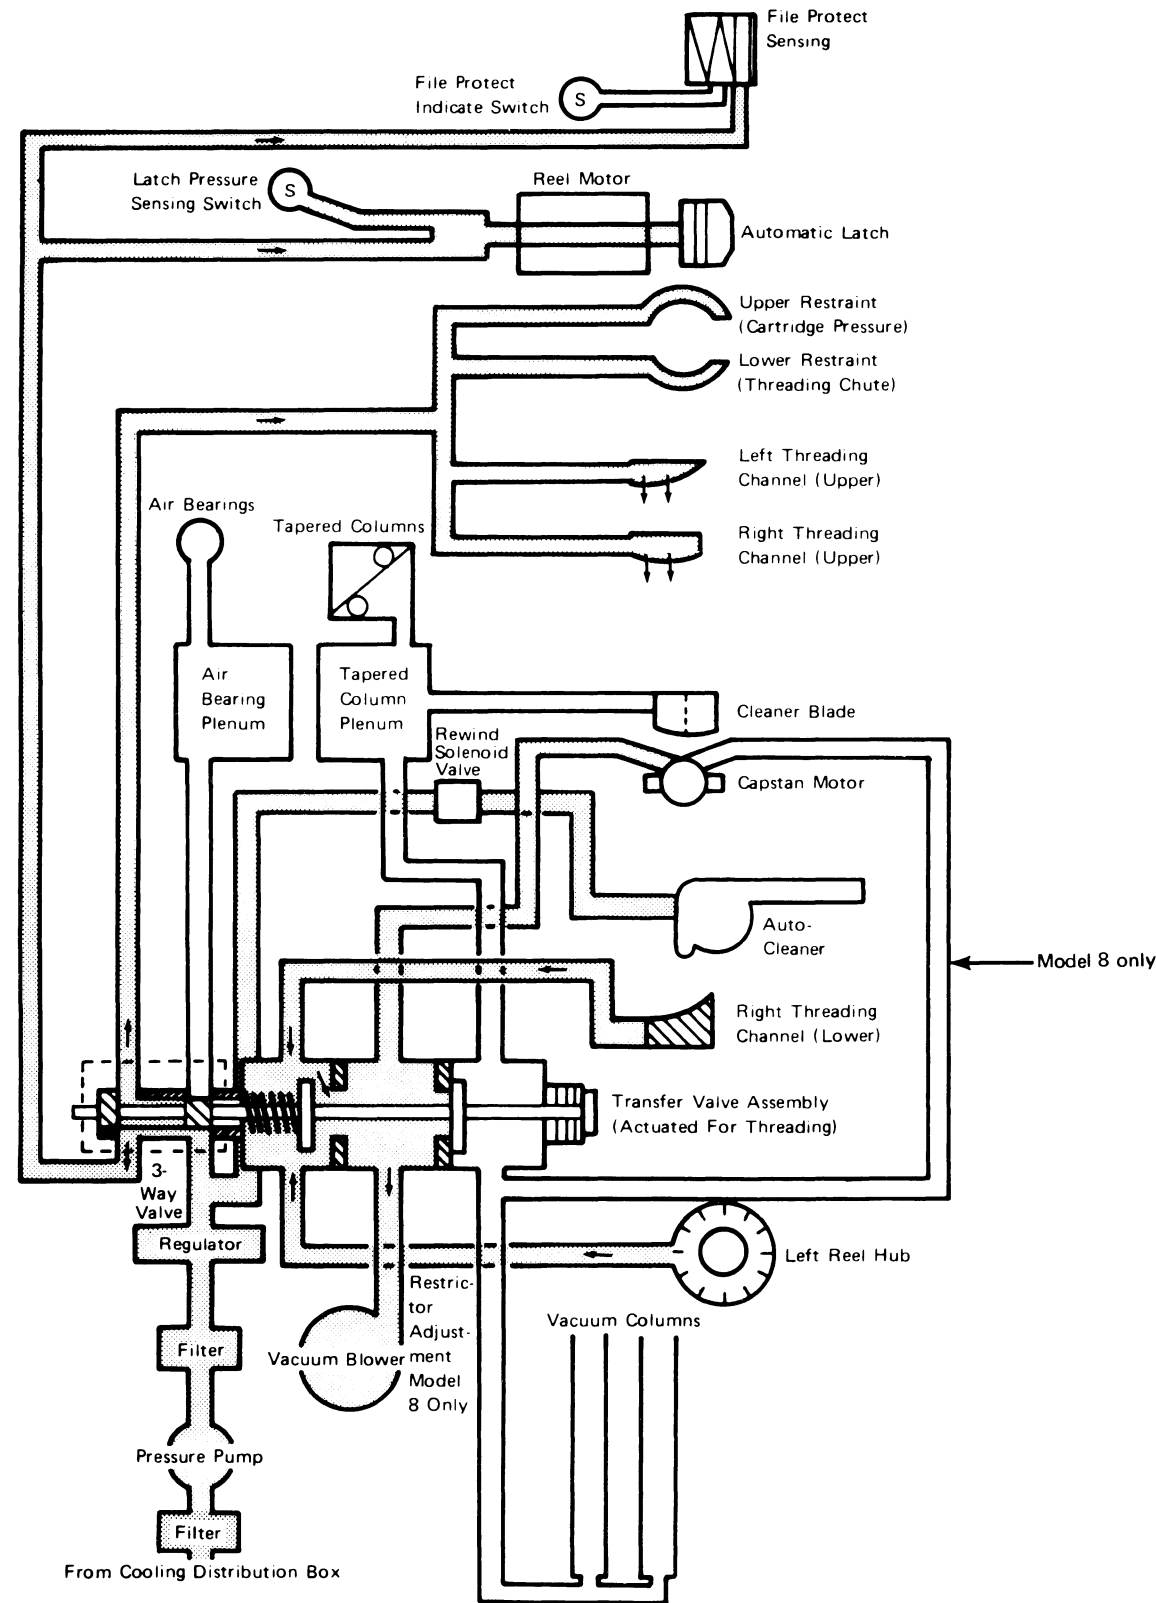 File Protect
Sensing
File Protect
Indicate Switch
S
Latch Pressure
Sensing Switch
S
Reel Motor
Automatic Latch
Upper Restraint
(Cartridge Pressure)
Lower Restraint
(Threading Chute)
Left Threading
Channel (Upper)
Air Bearings
Tapered Columns
Right Threading
Channel (Upper)
Air
Bearing
Plenum
Tapered
Column
Plenum
Cleaner Blade
Rewind
Solenoid
Valve
Capstan Motor
Auto-
Cleaner
Model 8 only
Right Threading
Channel (Lower)
Transfer Valve Assembly
(Actuated For Threading)
3-
Way
Valve
Regulator
Left Reel Hub
Restric-
tor
Adjust-
ment
Model
8 Only
Vacuum Columns
Filter
Vacuum Blower
Pressure Pump
Filter
From Cooling Distribution Box